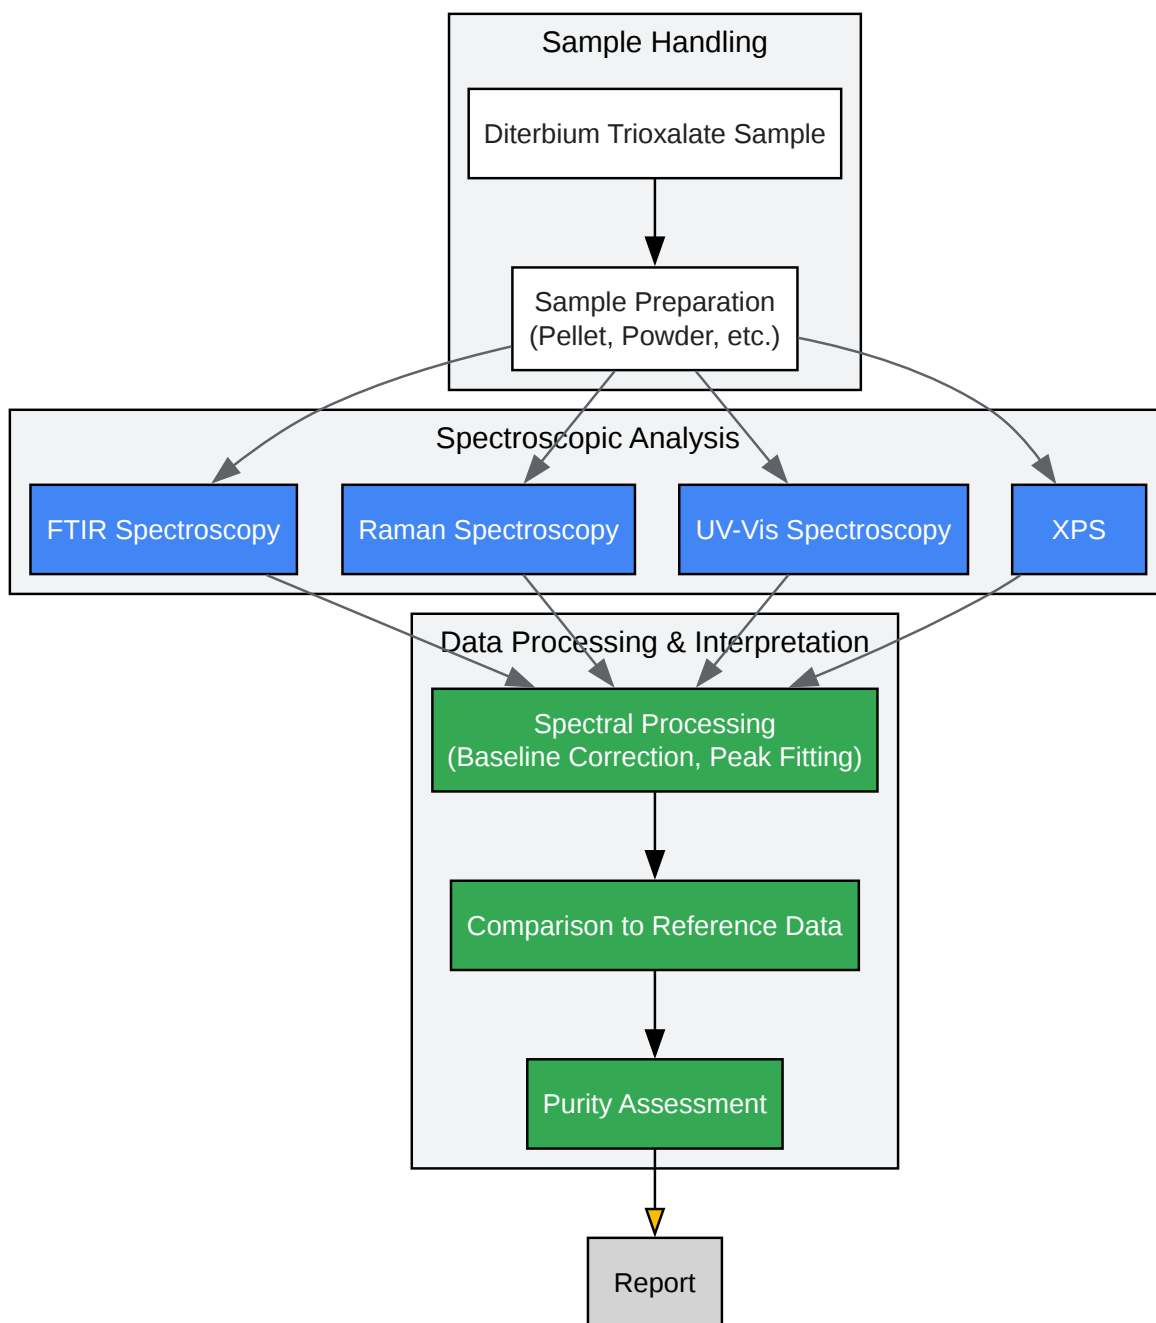 Sample Handling
Diterbium Trioxalate Sample
Sample Preparation
(Pellet, Powder, etc.)
Spectroscopic Analysis
FTIR Spectroscopy
Raman Spectroscopy
UV-Vis Spectroscopy
XPS
Data Processing & Interpretation
Spectral Processing
(Baseline Correction, Peak Fitting)
Comparison to Reference Data
Purity Assessment
Report